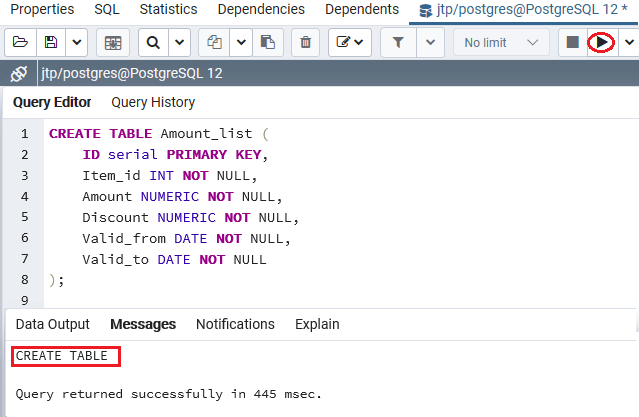 Properties SQL Statistics Dependencies Dependents jtp/postgres@PostgreSQL 12 *
No limit
jtp/postgres@PostgreSQL 12
Query Editor Query History
1 CREATE TABLE Amount_list (
2 ID serial PRIMARY KEY,
3 Item_id INT NOT NULL,
4 Amount NUMERIC NOT NULL,
5 Discount NUMERIC NOT NULL,
6 Valid_from DATE NOT NULL,
7 Valid_to DATE NOT NULL
8 );
9
Data Output Messages Notifications Explain
CREATE TABLE
Query returned successfully in 445 msec.